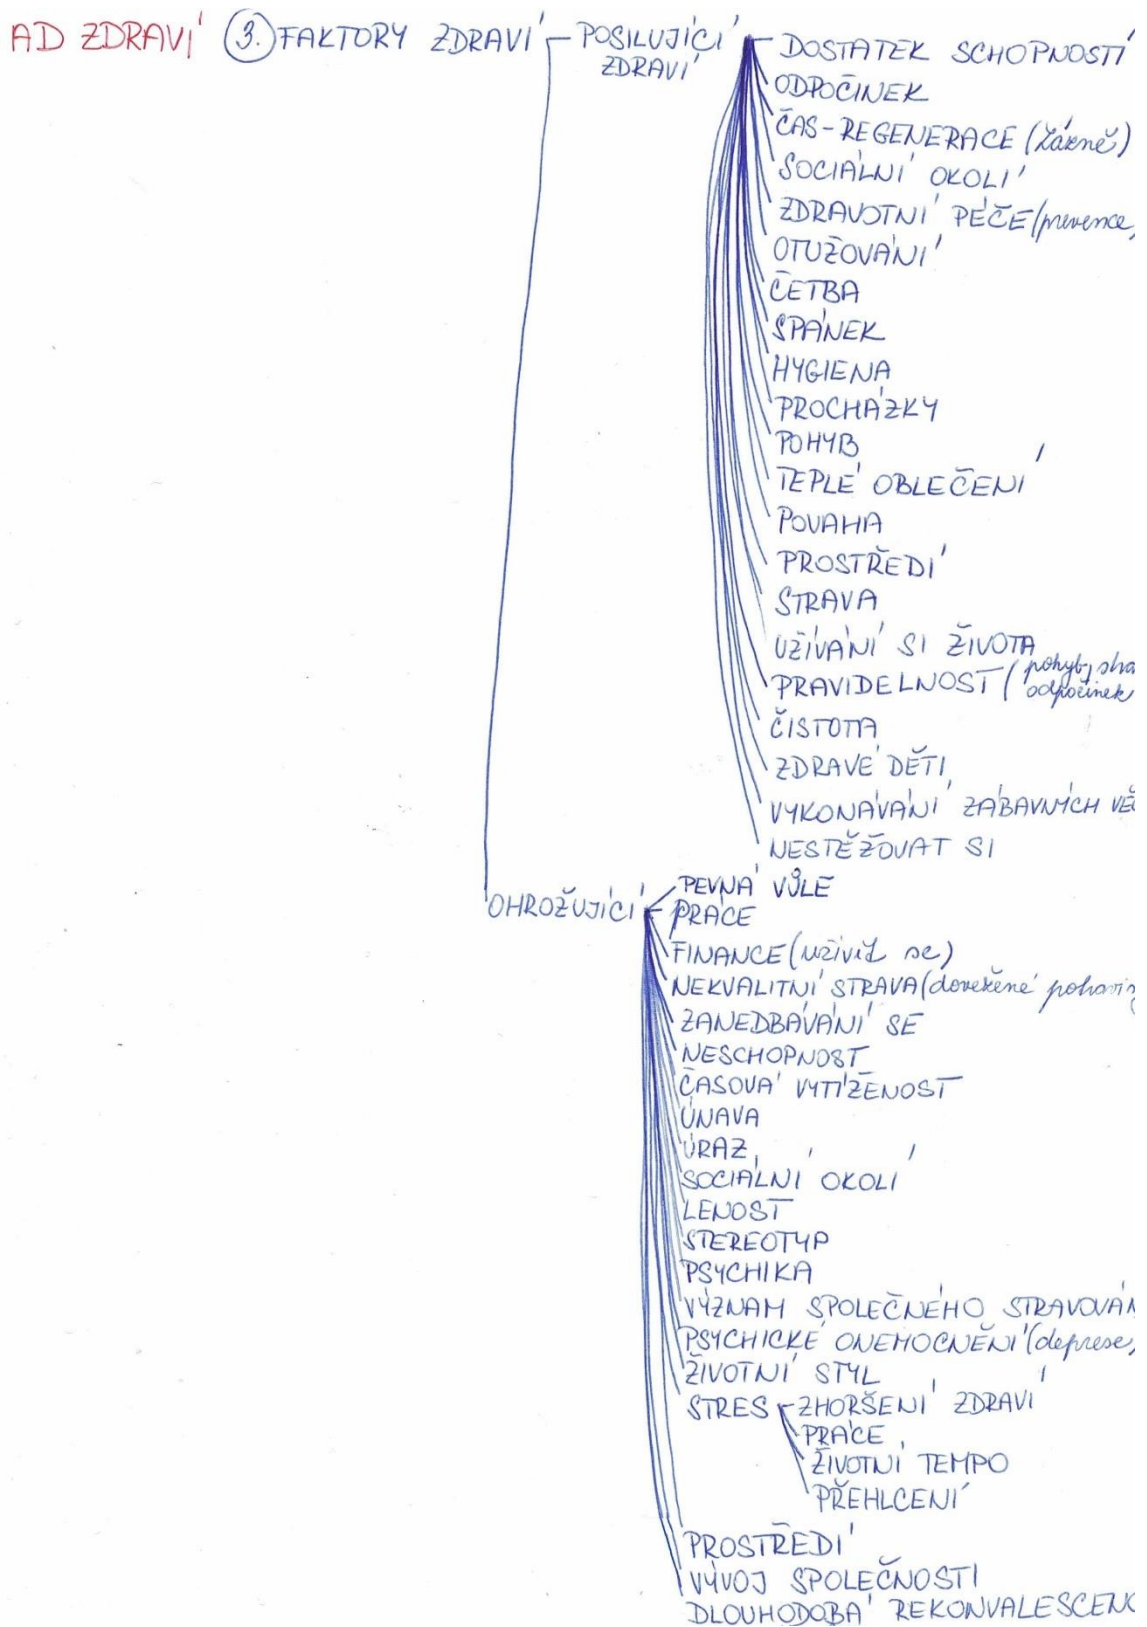 AD ZDRAVÍ 3. FAKTORY ZDRAVÍ POSILUJÍCÍ
ZDRAVÍ
DOSTATEK SCHOPNOSTÍ
ODPOČINEK
ČAS-REGENERACE (lázně)
SOCIÁLNÍ OKOLÍ
ZDRAVOTNÍ PÉČE (prevence,
OTUŽOVÁNÍ
ČETBA
SPÁNEK
HYGIENA
PROCHÁZKY
POHYB
TEPLÉ OBLEČENÍ
POVAHA
PROSTŘEDÍ
STRAVA
UŽÍVÁNÍ SI ŽIVOTA
PRAVIDELNOST (pohyb,
odpočinek
ČISTOTA
ZDRAVÉ DĚTI
VYKONÁVÁNÍ ZÁBAVNÝCH
NESTĚŽOVAT SI
OHROŽUJÍCÍ
PEVNÁ VŮLE
PRÁCE
FINANCE (uživit se)
NEKVALITNÍ STRAVA (dovežené
ZANEDBÁVÁNÍ SE
NESCHOPNOST
ČASOVÁ VYTÍŽENOST
ÚNAVA
ÚRAZ
SOCIÁLNÍ OKOLÍ
LENOST
STEREOTYP
PSYCHIKA
VÝZNAM SPOLEČNÉHO STRAVOVÁN
PSYCHICKÉ ONEMOCNĚNÍ (deprese,
ŽIVOTNÍ STYL
STRES ZHORŠENÍ ZDRAVÍ
PRÁCE
ŽIVOTNÍ TEMPO
PŘEHLCENÍ
PROSTŘEDÍ
VÝVOJ SPOLEČNOSTI
DLOUHODOBÁ REKONVALESCENC